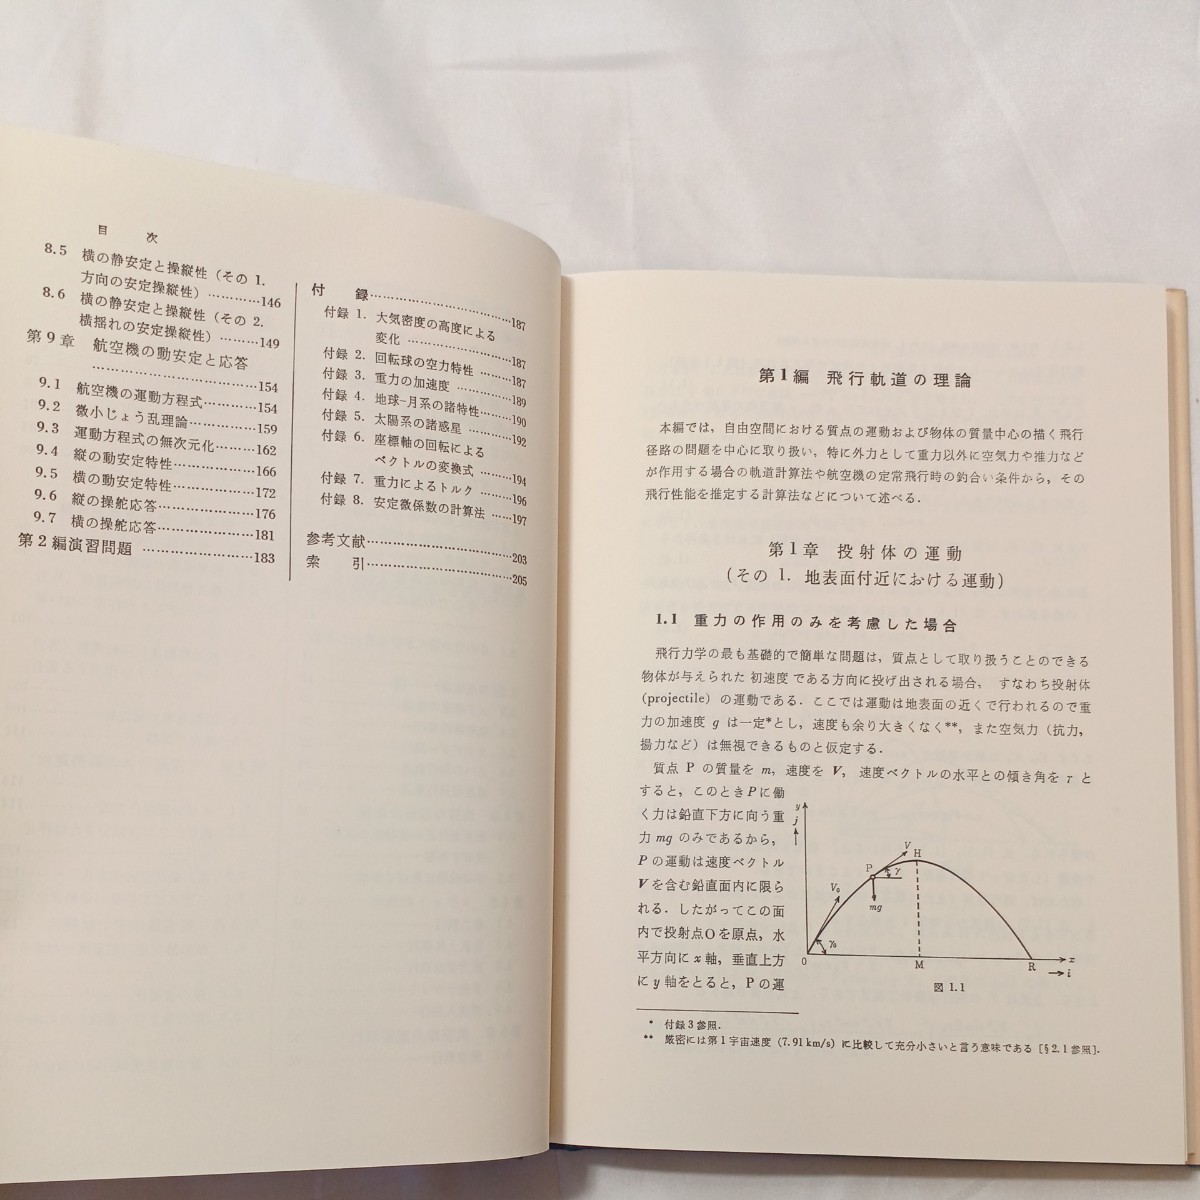 目　次
8.5 横の静安定と操縦性（その 1.
方向の安定操縦性）…………146
8.6 横の静安定と操縦性（その 2.
横揺れの安定操縦性）………149
第9章 航空機の動安定と応答
……………………………154
9.1 航空機の運動方程式…………154
9.2 微小じょう乱理論……………159
9.3 運動方程式の無次元化………162
9.4 縦の動安定特性………………166
9.5 横の動安定特性………………172
9.6 縦の操舵応答…………………176
9.7 横の操舵応答…………………181
第2編演習問題 …………………183
付　録……………………………187
付録 1. 大気密度の高度による
変化 ……………………187
付録 2. 回転球の空力特性 ………187
付録 3. 重力の加速度 ……………189
付録 4. 地球-月系の諸特性………190
付録 5. 太陽系の諸惑星 …………192
付録 6. 座標軸の回転による
ベクトルの変換式 ………194
付録 7. 重力によるトルク ………196
付録 8. 安定微係数の計算法 ……197
参考文献…………………………203
索　引……………………………205
第1編 飛行軌道の理論
本編では，自由空間における質点の運動および物体の質量中心の描く飛行
径路の問題を中心に取り扱い，特に外力として重力以外に空気力や推力など
が作用する場合の軌道計算法や航空機の定常飛行時の釣合い条件から，その
飛行性能を推定する計算法などについて述べる．
第1章 投射体の運動
（その 1. 地表面付近における運動）
1.1 重力の作用のみを考慮した場合
飛行力学の最も基礎的で簡単な問題は，質点として取り扱うことのできる
物体が与えられた 初速度 である方向に投げ出される場合， すなわち投射体
(projectile) の運動である．ここでは運動は地表面の近くで行われるので重
力の加速度 g は一定*とし，速度も余り大きくなく**，また空気力（抗力，
揚力など）は無視できるものと仮定する．
質点 P の質量を m，速度を V， 速度ベクトルの水平との傾き角を γ と
すると，このときPに働
く力は鉛直下方に向う重
力 mg のみであるから，
P の運動は速度ベクトル
Vを含む鉛直面内に限ら
れる．したがってこの面
内で投射点Oを原点，水
平方向に x 軸，垂直上方
に y 軸をとると，Pの運
y
j
V
H
P
γ
V₀
mg
γ₀
0
M
R
x
i
図 1.1
* 付録3参照．
** 厳密には第1宇宙速度 (7.91 km/s) に比較して充分小さいと言う意味である [§2.1 参照]．